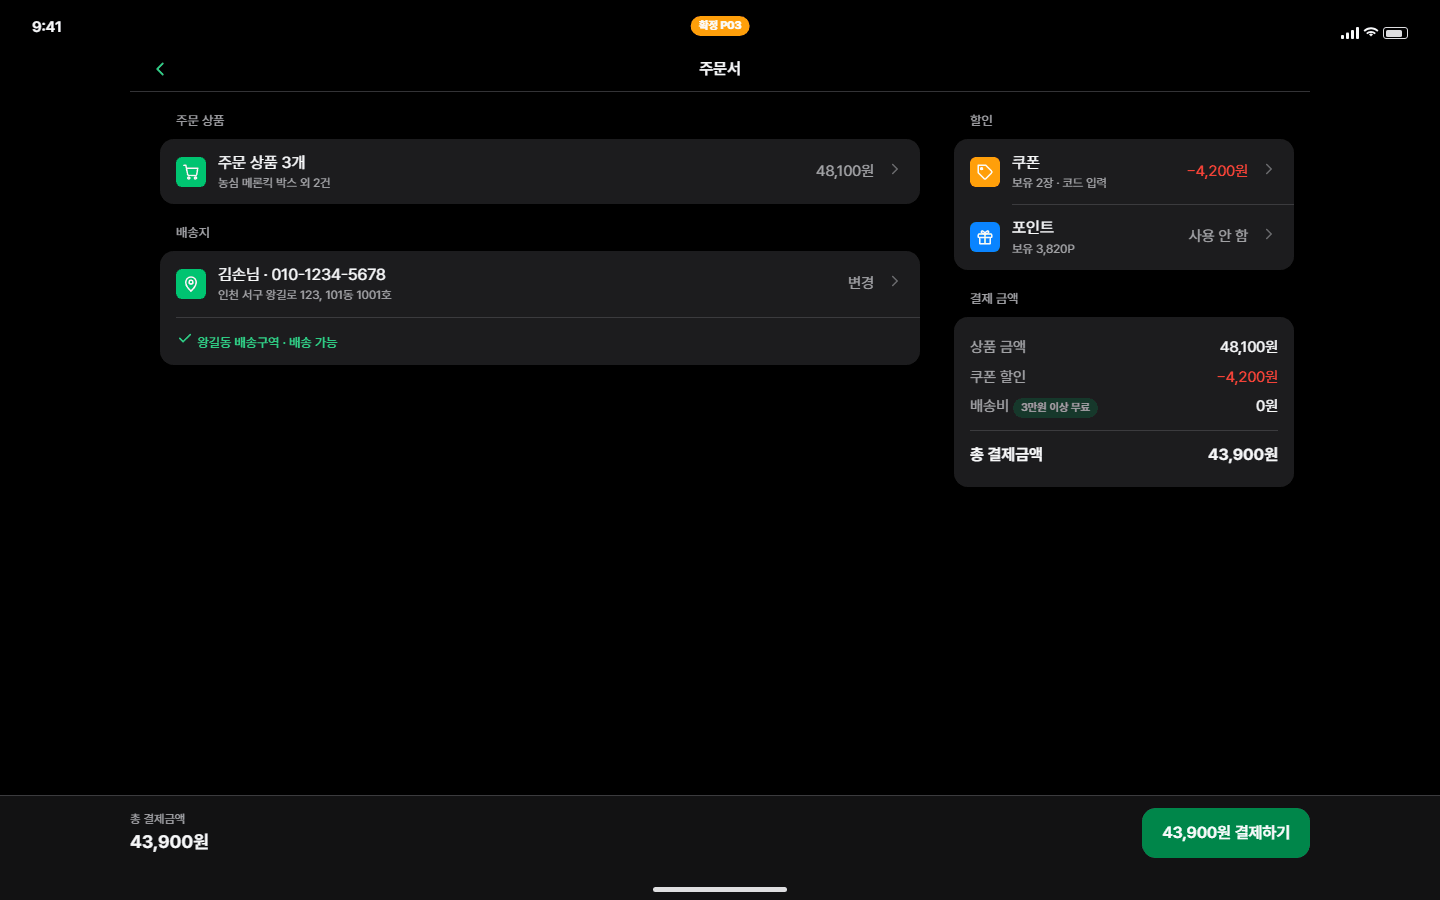 9:41
확정 P03
주문서
주문 상품
주문 상품 3개
농심 메론킥 박스 외 2건
48,100원
배송지
김손님 · 010-1234-5678
인천 서구 왕길로 123, 101동 1001호
변경
왕길동 배송구역 · 배송 가능
할인
쿠폰
보유 2장 · 코드 입력
−4,200원
포인트
보유 3,820P
사용 안 함
결제 금액
상품 금액 48,100원
쿠폰 할인 −4,200원
배송비 3만원 이상 무료 0원
총 결제금액 43,900원
총 결제금액
43,900원
43,900원 결제하기